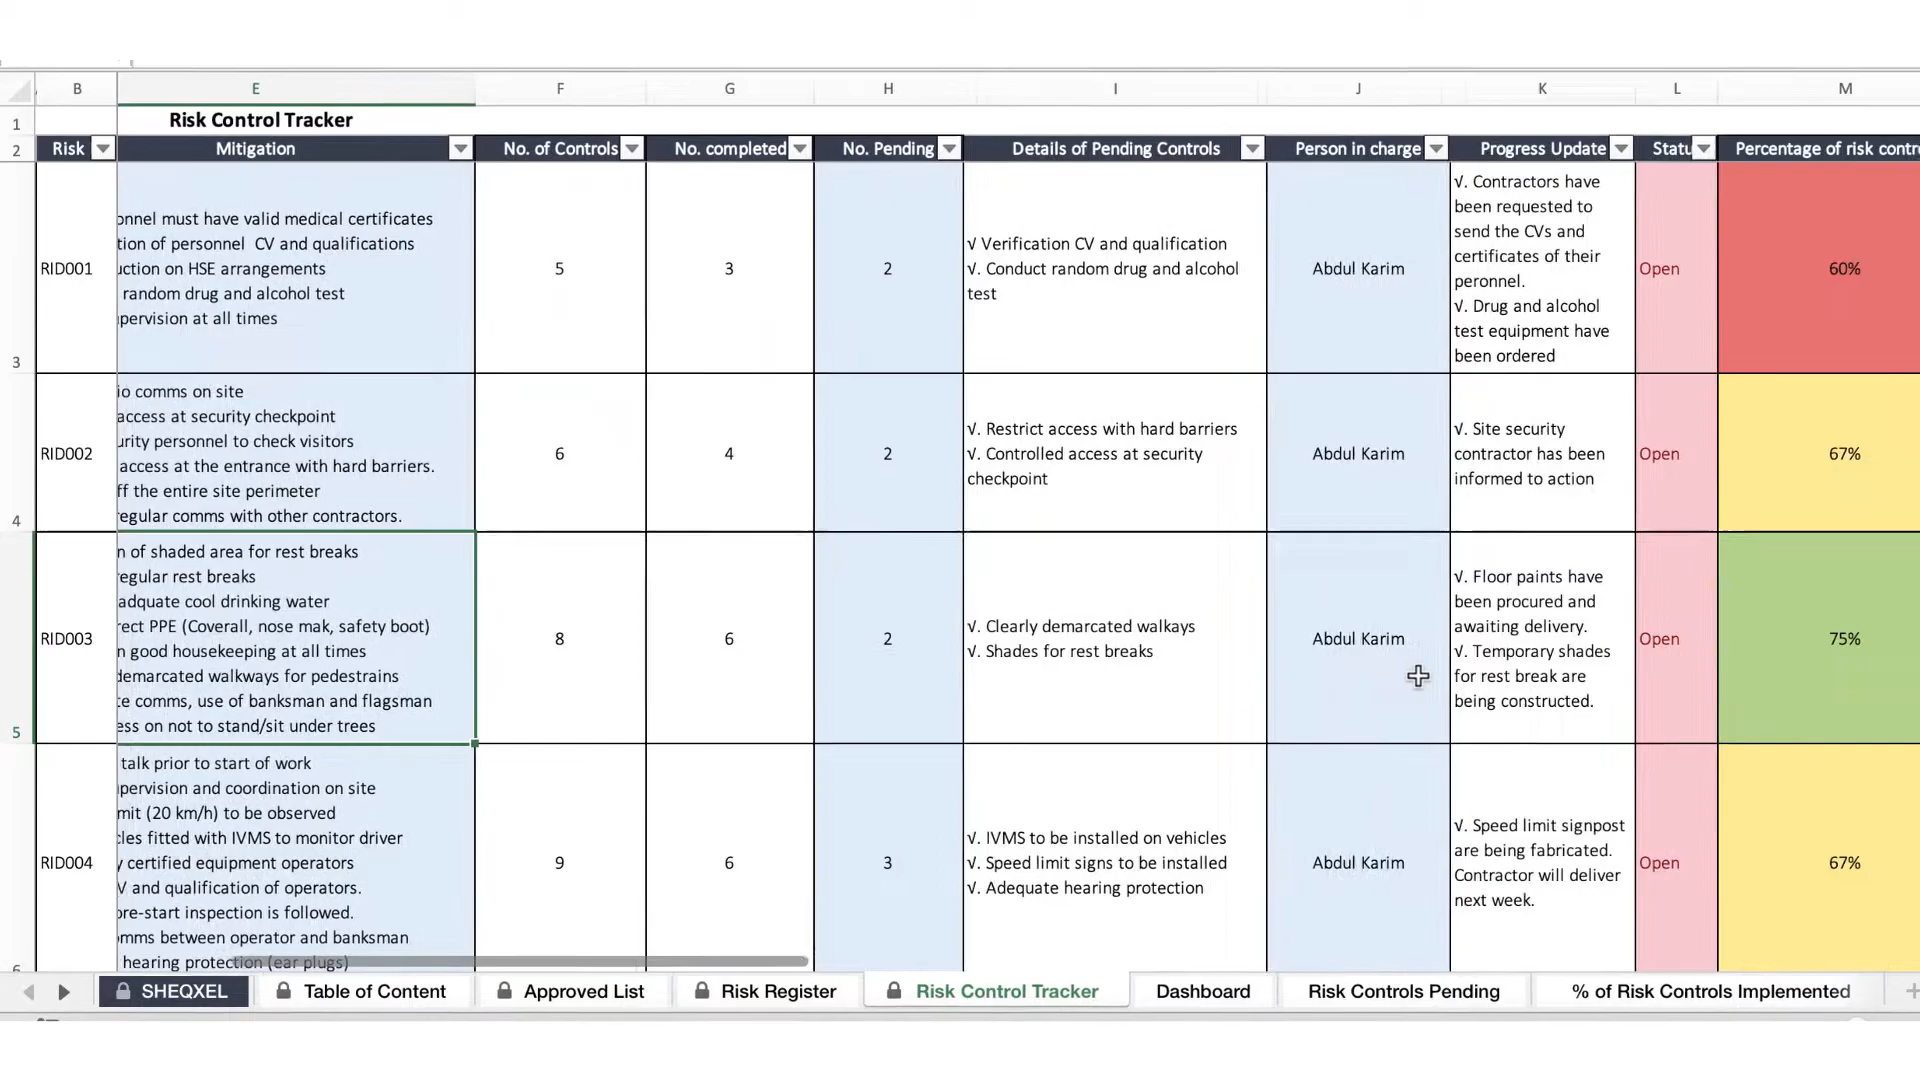 B E F G H I J K L M
1 Risk Control Tracker
2 Risk Mitigation No. of Controls No. completed No. Pending Details of Pending Controls Person in charge Progress Update Statu Percentage of risk contr
3
RID001
onnel must have valid medical certificates
tion of personnel CV and qualifications
uction on HSE arrangements
random drug and alcohol test
pervision at all times
5
3
2
√ Verification CV and qualification
√. Conduct random drug and alcohol
test
Abdul Karim
√. Contractors have
been requested to
send the CVs and
certificates of their
peronnel.
√. Drug and alcohol
test equipment have
been ordered
Open
60%
4
RID002
io comms on site
access at security checkpoint
urity personnel to check visitors
access at the entrance with hard barriers.
ff the entire site perimeter
regular comms with other contractors.
6
4
2
√. Restrict access with hard barriers
√. Controlled access at security
checkpoint
Abdul Karim
√. Site security
contractor has been
informed to action
Open
67%
5
RID003
n of shaded area for rest breaks
regular rest breaks
adquate cool drinking water
rect PPE (Coverall, nose mak, safety boot)
n good housekeeping at all times
demarcated walkways for pedestrains
te comms, use of banksman and flagsman
ess on not to stand/sit under trees
8
6
2
√. Clearly demarcated walkays
√. Shades for rest breaks
Abdul Karim
√. Floor paints have
been procured and
awaiting delivery.
√. Temporary shades
for rest break are
being constructed.
Open
75%
RID004
talk prior to start of work
pervision and coordination on site
mit (20 km/h) to be observed
cles fitted with IVMS to monitor driver
y certified equipment operators
V and qualification of operators.
ore-start inspection is followed.
omms between operator and banksman
hearing protection (ear plugs)
9
6
3
√. IVMS to be installed on vehicles
√. Speed limit signs to be installed
√. Adequate hearing protection
Abdul Karim
√. Speed limit signpost
are being fabricated.
Contractor will deliver
next week.
Open
67%
SHEQXEL Table of Content Approved List Risk Register Risk Control Tracker Dashboard Risk Controls Pending % of Risk Controls Implemented